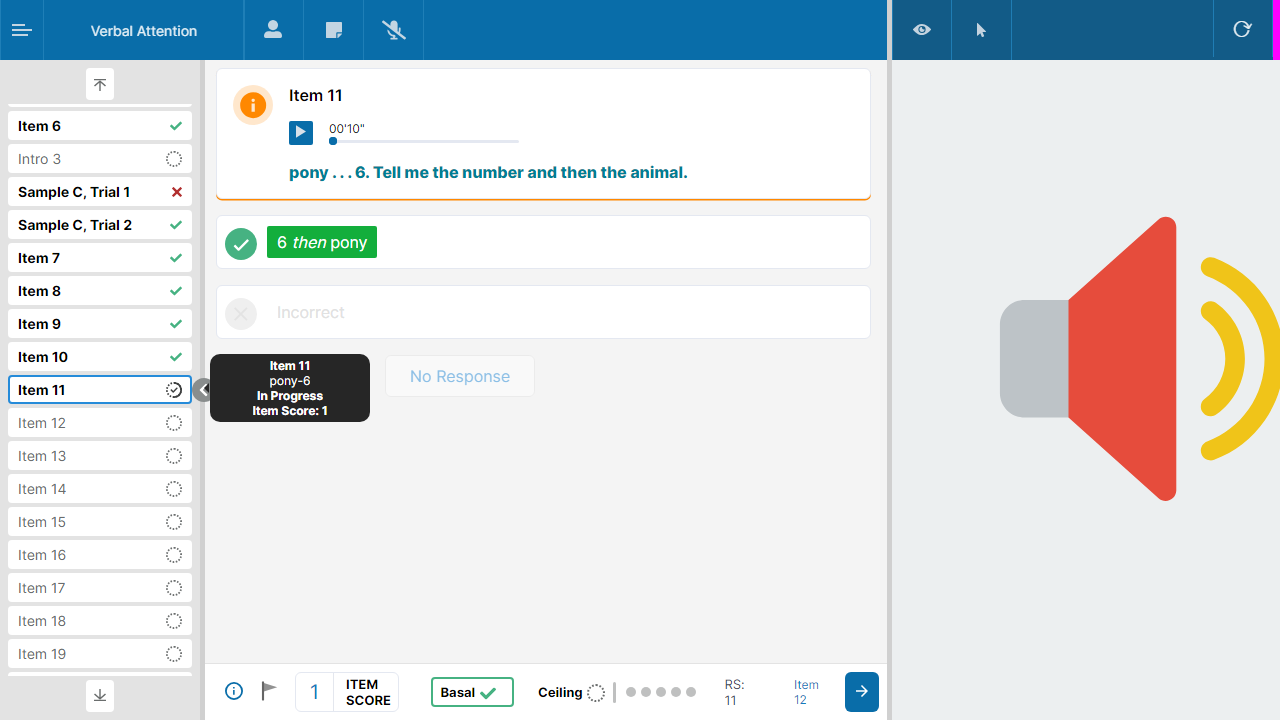 Verbal Attention
Item 6
Intro 3
Sample C, Trial 1
Sample C, Trial 2
Item 7
Item 8
Item 9
Item 10
Item 11
Item 12
Item 13
Item 14
Item 15
Item 16
Item 17
Item 18
Item 19
Item 11
00'10"
pony . . . 6. Tell me the number and then the animal.
6 then pony
Incorrect
Item 11
pony-6
In Progress
Item Score: 1
No Response
1
ITEM
SCORE
Basal
Ceiling
RS:
11
Item
12